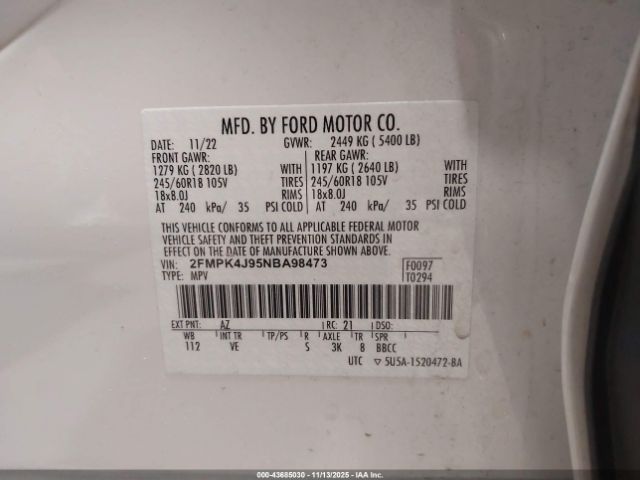 MFD. BY FORD MOTOR CO.
DATE: 11/22 GVWR: 2449 KG ( 5400 LB)
FRONT GAWR: REAR GAWR:
1279 KG ( 2820 LB) WITH 1197 KG ( 2640 LB) WITH
245/60R18 105V TIRES 245/60R18 105V TIRES
18x8.0J RIMS 18x8.0J RIMS
AT 240 kPa/ 35 PSI COLD AT 240 kPa/ 35 PSI COLD
THIS VEHICLE CONFORMS TO ALL APPLICABLE FEDERAL MOTOR
VEHICLE SAFETY AND THEFT PREVENTION STANDARDS IN
EFFECT ON THE DATE OF MANUFACTURE SHOWN ABOVE.
VIN: 2FMPK4J95NBA98473 F0097
TYPE: MPV T0294
EXT PNT: AZ RC: 21 DSO:
WB INT TR TP/PS R AXLE TR SPR
112 VE S 3K 8 BBCC
UTC ▽ 5U5A-1520472-BA
000-43685030 - 11/13/2025 - IAA, Inc.